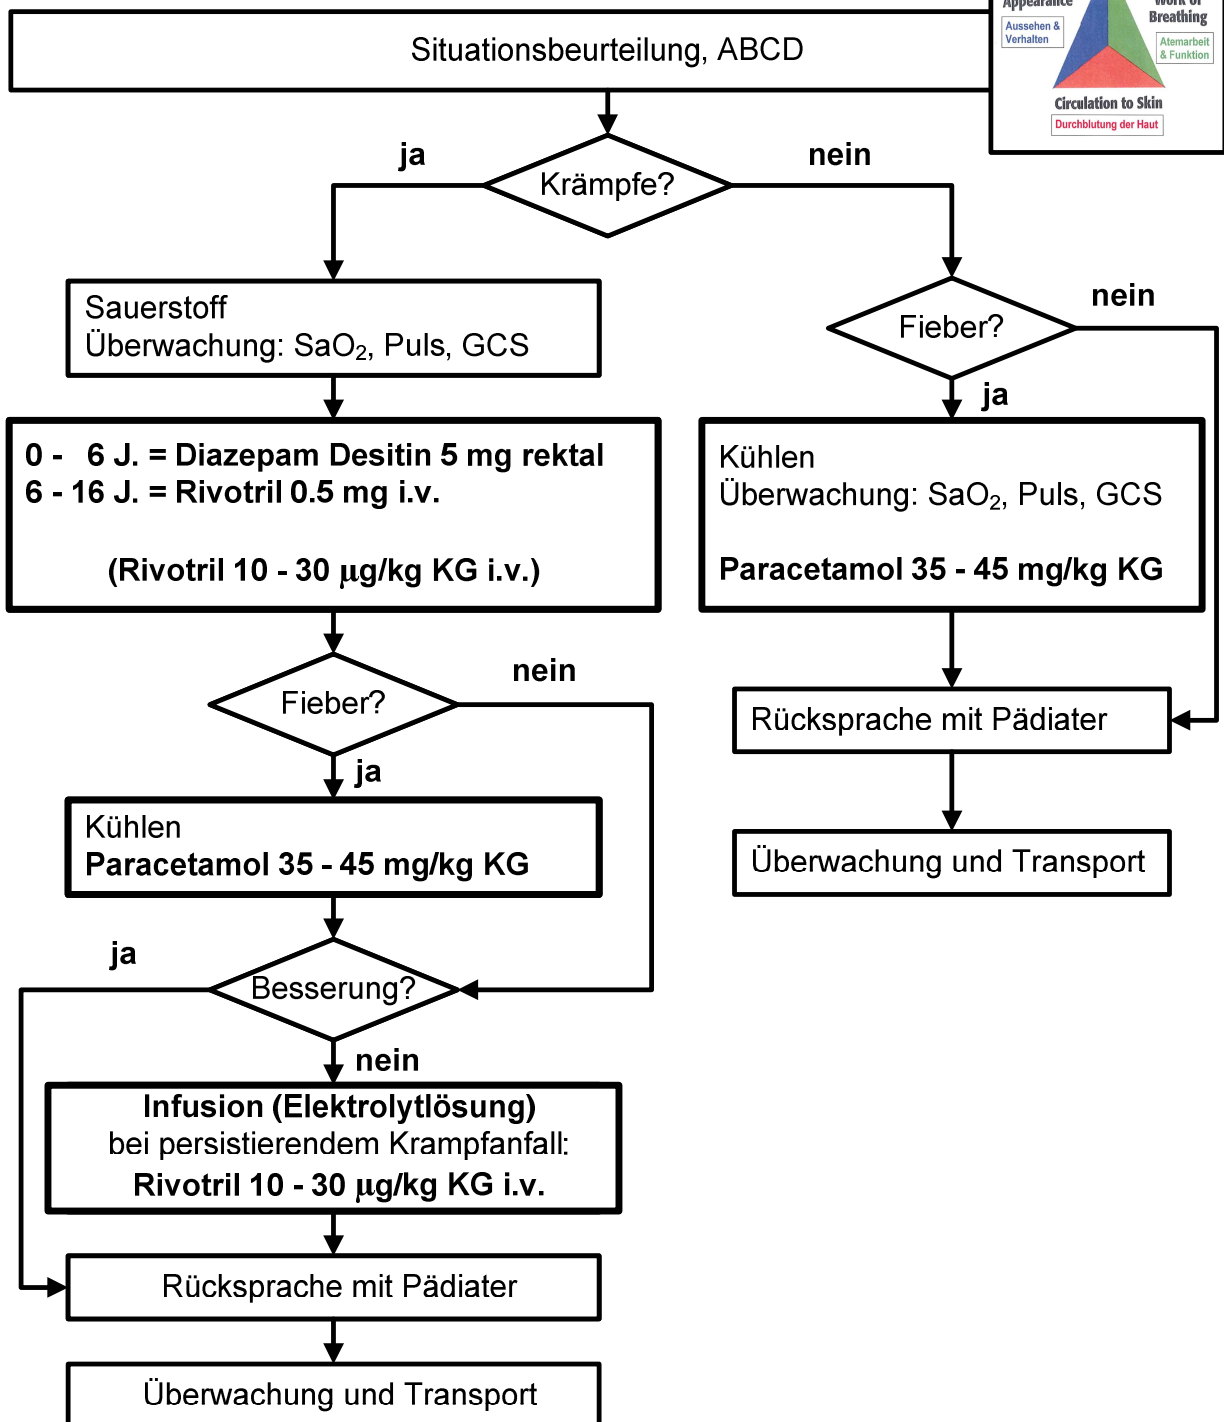 Appearance
Work of
Breathing
Aussehen &
Verhalten
Atemarbeit
& Funktion
Circulation to Skin
Durchblutung der Haut
Situationsbeurteilung, ABCD
Krämpfe?
ja
nein
Sauerstoff
Überwachung: SaO₂, Puls, GCS
0 - 6 J. = Diazepam Desitin 5 mg rektal
6 - 16 J. = Rivotril 0.5 mg i.v.
(Rivotril 10 - 30 µg/kg KG i.v.)
Fieber?
nein
ja
Kühlen
Paracetamol 35 - 45 mg/kg KG
Besserung?
ja
nein
Infusion (Elektrolytlösung)
bei persistierendem Krampfanfall:
Rivotril 10 - 30 µg/kg KG i.v.
Rücksprache mit Pädiater
Überwachung und Transport
Fieber?
nein
ja
Kühlen
Überwachung: SaO₂, Puls, GCS
Paracetamol 35 - 45 mg/kg KG
Rücksprache mit Pädiater
Überwachung und Transport